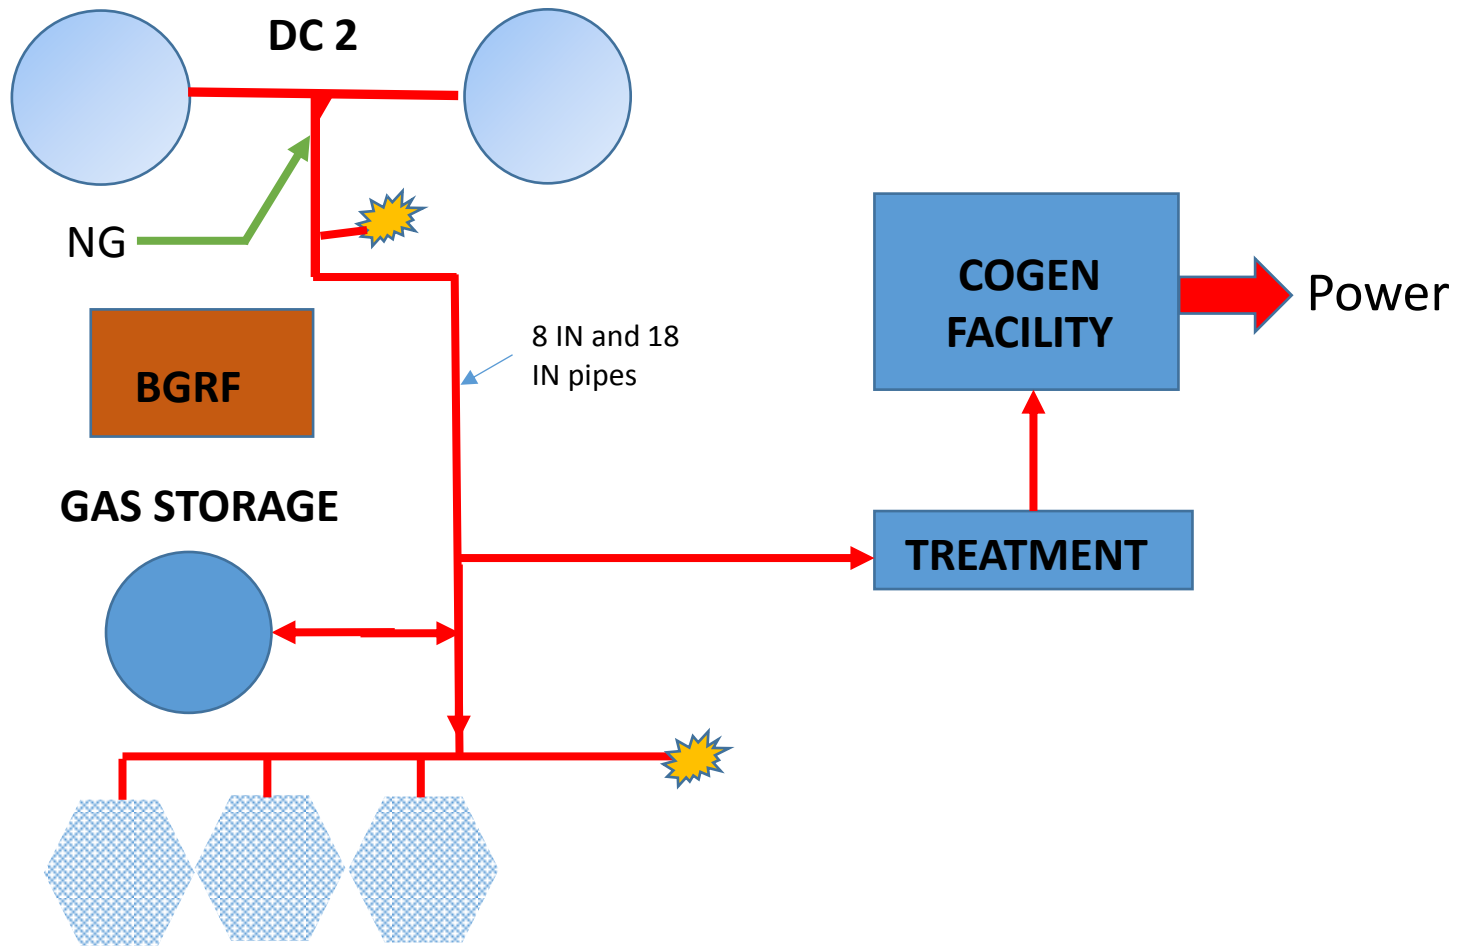 DC 2
NG
COGEN
FACILITY
Power
8 IN and 18
IN pipes
BGRF
GAS STORAGE
TREATMENT